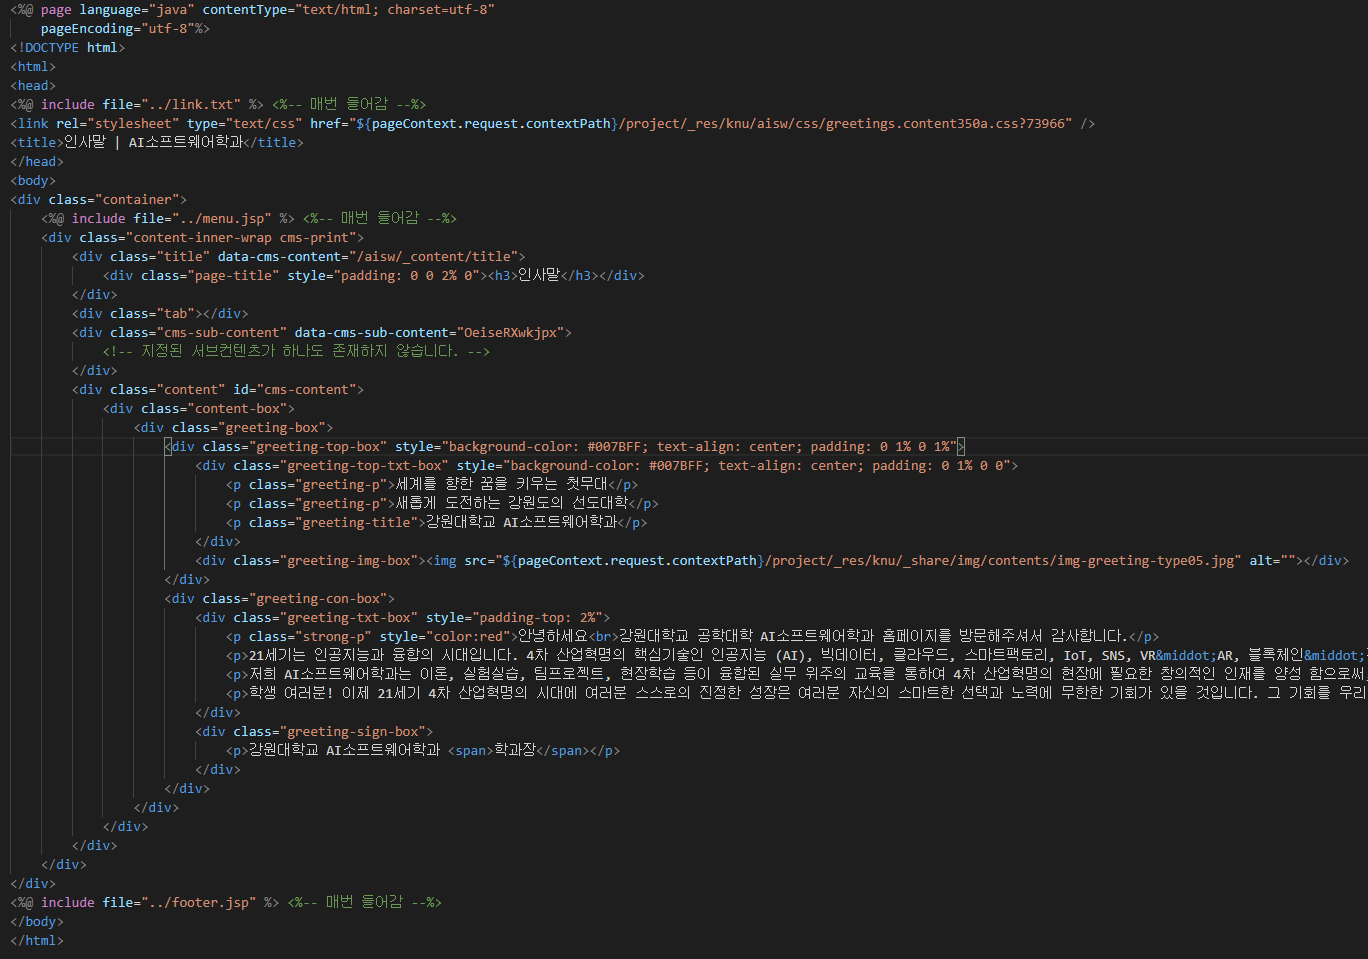 <%@ page language="java" contentType="text/html; charset=utf-8"
    pageEncoding="utf-8"%>
<!DOCTYPE html>
<html>
<head>
<%@ include file="../link.txt" %> <%-- 매번 들어감 --%>
<link rel="stylesheet" type="text/css" href="${pageContext.request.contextPath}/project/_res/knu/aisw/css/greetings.content350a.css?73966" />
<title>인사말 | AI소프트웨어학과</title>
</head>
<body>
<div class="container">
    <%@ include file="../menu.jsp" %> <%-- 매번 들어감 --%>
    <div class="content-inner-wrap cms-print">
        <div class="title" data-cms-content="/aisw/_content/title">
            <div class="page-title" style="padding: 0 0 2% 0"><h3>인사말</h3></div>
        </div>
        <div class="tab"></div>
        <div class="cms-sub-content" data-cms-sub-content="OeiseRXwkjpx">
            <!-- 지정된 서브컨텐츠가 하나도 존재하지 않습니다. -->
        </div>
        <div class="content" id="cms-content">
            <div class="content-box">
                <div class="greeting-box">
                    <div class="greeting-top-box" style="background-color: #007BFF; text-align: center; padding: 0 1% 0 1%">
                        <div class="greeting-top-txt-box" style="background-color: #007BFF; text-align: center; padding: 0 1% 0 0">
                            <p class="greeting-p">세계를 향한 꿈을 키우는 첫무대</p>
                            <p class="greeting-p">새롭게 도전하는 강원도의 선도대학</p>
                            <p class="greeting-title">강원대학교 AI소프트웨어학과</p>
                        </div>
                        <div class="greeting-img-box"><img src="${pageContext.request.contextPath}/project/_res/knu/_share/img/contents/img-greeting-type05.jpg" alt=""></div>
                    </div>
                    <div class="greeting-con-box">
                        <div class="greeting-txt-box" style="padding-top: 2%">
                            <p class="strong-p" style="color:red">안녕하세요<br>강원대학교 공학대학 AI소프트웨어학과 홈페이지를 방문해주셔서 감사합니다.</p>
                            <p>21세기는 인공지능과 융합의 시대입니다. 4차 산업혁명의 핵심기술인 인공지능 (AI), 빅데이터, 클라우드, 스마트팩토리, IoT, SNS, VR&middot;AR, 블록체인&middot;
                            <p>저희 AI소프트웨어학과는 이론, 실험실습, 팀프로젝트, 현장학습 등이 융합된 실무 위주의 교육을 통하여 4차 산업혁명의 현장에 필요한 창의적인 인재를 양성 함으로써,
                            <p>학생 여러분! 이제 21세기 4차 산업혁명의 시대에 여러분 스스로의 진정한 성장은 여러분 자신의 스마트한 선택과 노력에 무한한 기회가 있을 것입니다. 그 기회를 우리
                        </div>
                        <div class="greeting-sign-box">
                            <p>강원대학교 AI소프트웨어학과 <span>학과장</span></p>
                        </div>
                    </div>
                </div>
            </div>
        </div>
    </div>
</div>
<%@ include file="../footer.jsp" %> <%-- 매번 들어감 --%>
</body>
</html>